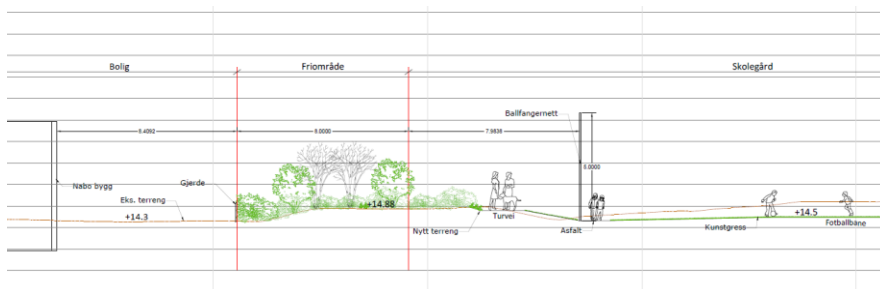 Bolig
Friområde
Skolegård
Ballfangernett
8.4092
8.0000
7.9836
8.0000
Nabo bygg
Gjerde
Eks. terreng
+14.3
+14.88
Nytt terreng
Turvei
Asfalt
Kunstgress
+14.5
Fotballbane